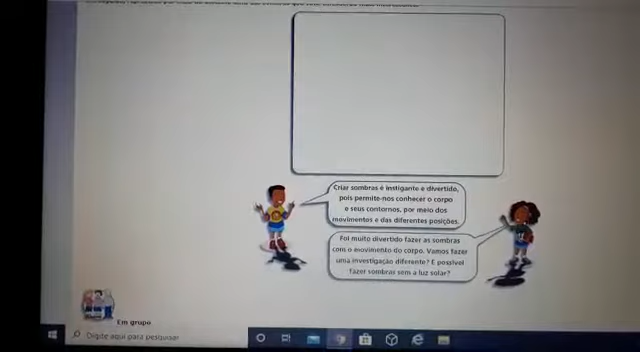 Criar sombras é instigante e divertido,
pois permite-nos conhecer o corpo
e seus contornos, por meio dos
movimentos e das diferentes posições.
Foi muito divertido fazer as sombras
com o movimento do corpo. Vamos fazer
uma investigação diferente? É possível
fazer sombras sem a luz solar?
Em grupo
Digite aqui para pesquisar